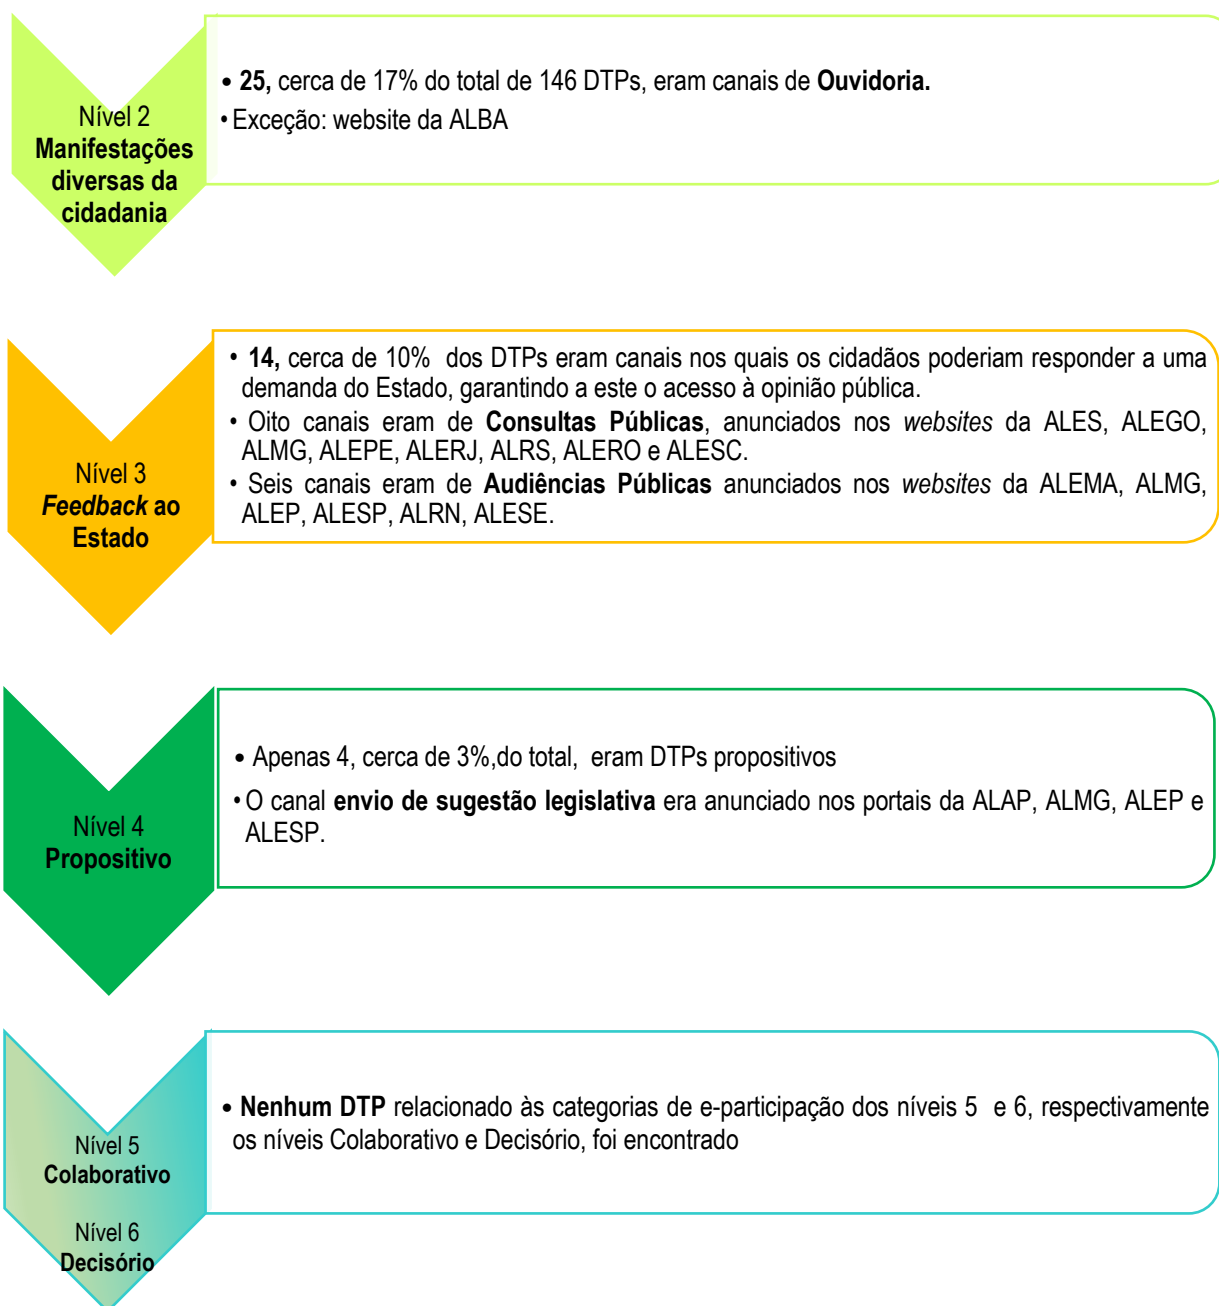 Nível 2
Manifestações
diversas da
cidadania
• 25, cerca de 17% do total de 146 DTPs, eram canais de Ouvidoria.
• Exceção: website da ALBA
Nível 3
Feedback ao
Estado
• 14, cerca de 10% dos DTPs eram canais nos quais os cidadãos poderiam responder a uma
demanda do Estado, garantindo a este o acesso à opinião pública.
• Oito canais eram de Consultas Públicas, anunciados nos websites da ALES, ALEGO,
ALMG, ALEPE, ALERJ, ALRS, ALERO e ALESC.
• Seis canais eram de Audiências Públicas anunciados nos websites da ALEMA, ALMG,
ALEP, ALESP, ALRN, ALESE.
Nível 4
Propositivo
• Apenas 4, cerca de 3%,do total, eram DTPs propositivos
• O canal envio de sugestão legislativa era anunciado nos portais da ALAP, ALMG, ALEP e
ALESP.
Nível 5
Colaborativo
Nível 6
Decisório
• Nenhum DTP relacionado às categorias de e-participação dos níveis 5 e 6, respectivamente
os níveis Colaborativo e Decisório, foi encontrado